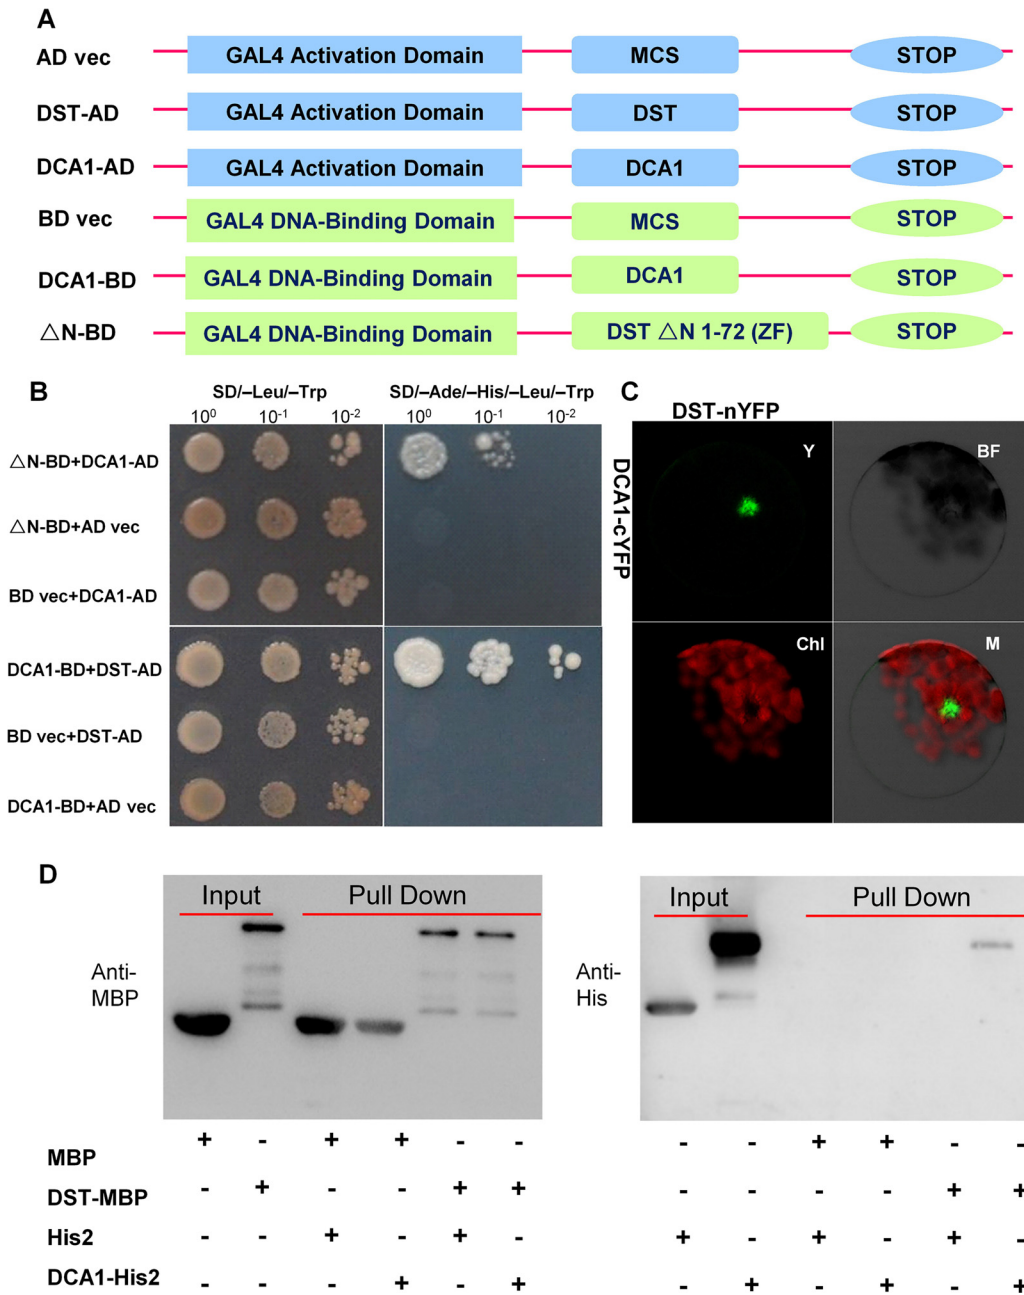 A
AD vec GAL4 Activation Domain MCS STOP
DST-AD GAL4 Activation Domain DST STOP
DCA1-AD GAL4 Activation Domain DCA1 STOP
BD vec GAL4 DNA-Binding Domain MCS STOP
DCA1-BD GAL4 DNA-Binding Domain DCA1 STOP
△N-BD GAL4 DNA-Binding Domain DST △N 1-72 (ZF) STOP
B
SD/–Leu/–Trp SD/–Ade/–His/–Leu/–Trp
10⁰ 10⁻¹ 10⁻² 10⁰ 10⁻¹ 10⁻²
△N-BD+DCA1-AD
△N-BD+AD vec
BD vec+DCA1-AD
DCA1-BD+DST-AD
BD vec+DST-AD
DCA1-BD+AD vec
C
DST-nYFP
DCA1-cYFP
Y BF
Chl M
D
Input Pull Down Input Pull Down
Anti-
MBP
Anti-
His
MBP + - + + - - - - + + - -
DST-MBP - + - - + + - - - - + +
His2 - - + - + - + - + - + -
DCA1-His2 - - - + - + - + - + - +